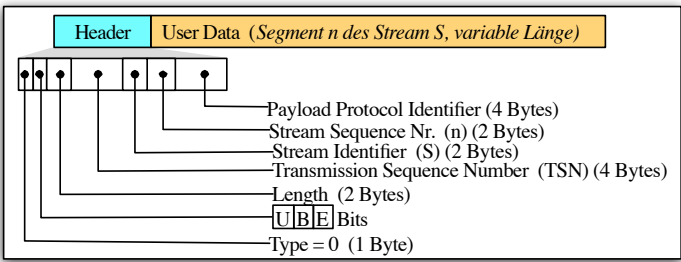 Header User Data (Segment n des Stream S, variable Länge)
Payload Protocol Identifier (4 Bytes)
Stream Sequence Nr. (n) (2 Bytes)
Stream Identifier (S) (2 Bytes)
Transmission Sequence Number (TSN) (4 Bytes)
Length (2 Bytes)
U B E Bits
Type = 0 (1 Byte)